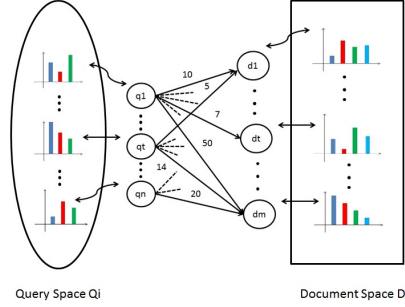 10
d1
5
q1
7
dt
qt
50
14
20
qn
dm
Query Space Qi
Document Space D